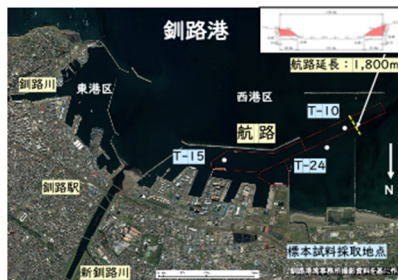 釧路港
航路延長：1,800m
釧路川
東港区
西港区
T-10
航路
T-15
T-24
釧路駅
N
標本試料採取地点
新釧路川